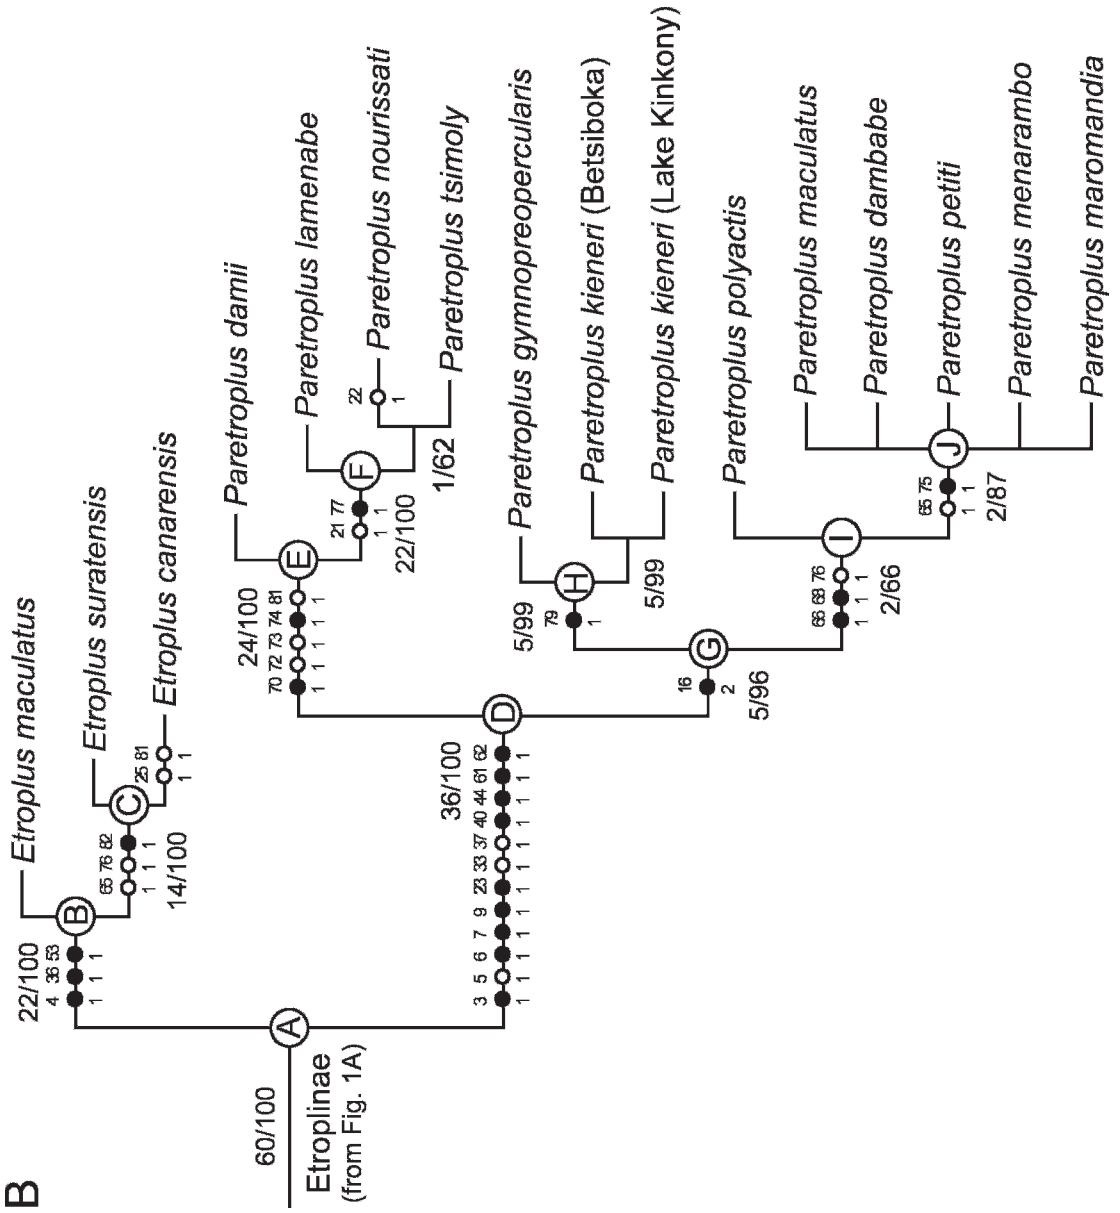 B
Etroplinae
(from Fig. 1A)
60/100
A
22/100
4 36 53
1 1 1
B
Etroplus maculatus
65 76 82
1 1 1
14/100
C
Etroplus suratensis
25 81
1 1
Etroplus canarensis
36/100
3 5 6 7 9 23 33 37 40 44 61 62
1 1 1 1 1 1 1 1 1 1 1 1
D
24/100
70 72 73 74 81
1 1 1 1 1
E
Paretroplus damii
21 77
1 1
22/100
F
Paretroplus lamenabe
1/62
22
1
Paretroplus nourissati
Paretroplus tsimoly
16
2
5/96
G
5/99
79
1
H
Paretroplus gymnopreopercularis
5/99
Paretroplus kieneri (Betsiboka)
Paretroplus kieneri (Lake Kinkony)
66 68 76
1 1 1
2/66
I
Paretroplus polyactis
65 75
1 1
2/87
J
Paretroplus maculatus
Paretroplus dambabe
Paretroplus petiti
Paretroplus menarambo
Paretroplus maromandia